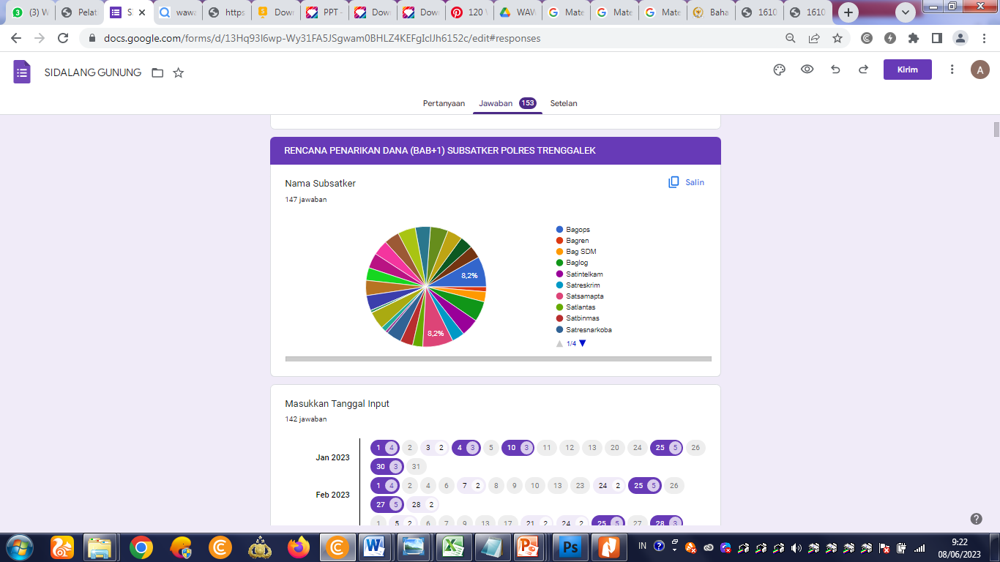 (3) W
Pelat
S
wawa
https
Down
PPT -
Dow
Dow
120 V
WAW
Mate
Mate
Mate
Baha
1610
1610
docs.google.com/forms/d/13Hq93I6wp-Wy31FA5JSgwam0BHLZ4KEFgIclJh6152c/edit#responses
SIDALANG GUNUNG
Kirim
A
Pertanyaan Jawaban 153 Setelan
RENCANA PENARIKAN DANA (BAB+1) SUBSATKER POLRES TRENGGALEK
Nama Subsatker
Salin
147 jawaban
8,2%
8,2%
Bagops
Bagren
Bag SDM
Baglog
Satintelkam
Satreskrim
Satsamapta
Satlantas
Satbinmas
Satresnarkoba
1/4
Masukkan Tanggal Input
142 jawaban
Jan 2023
1 4 2 3 2 4 3 5 10 3 11 12 13 20 24 25 5 26
30 3 31
Feb 2023
1 4 2 4 6 7 2 8 9 10 13 23 24 2 25 5 26
27 5 28 2
1 5 2 6 7 9 13 17 21 2 24 2 25 5 27 28 3
IN
9:22
08/06/2023